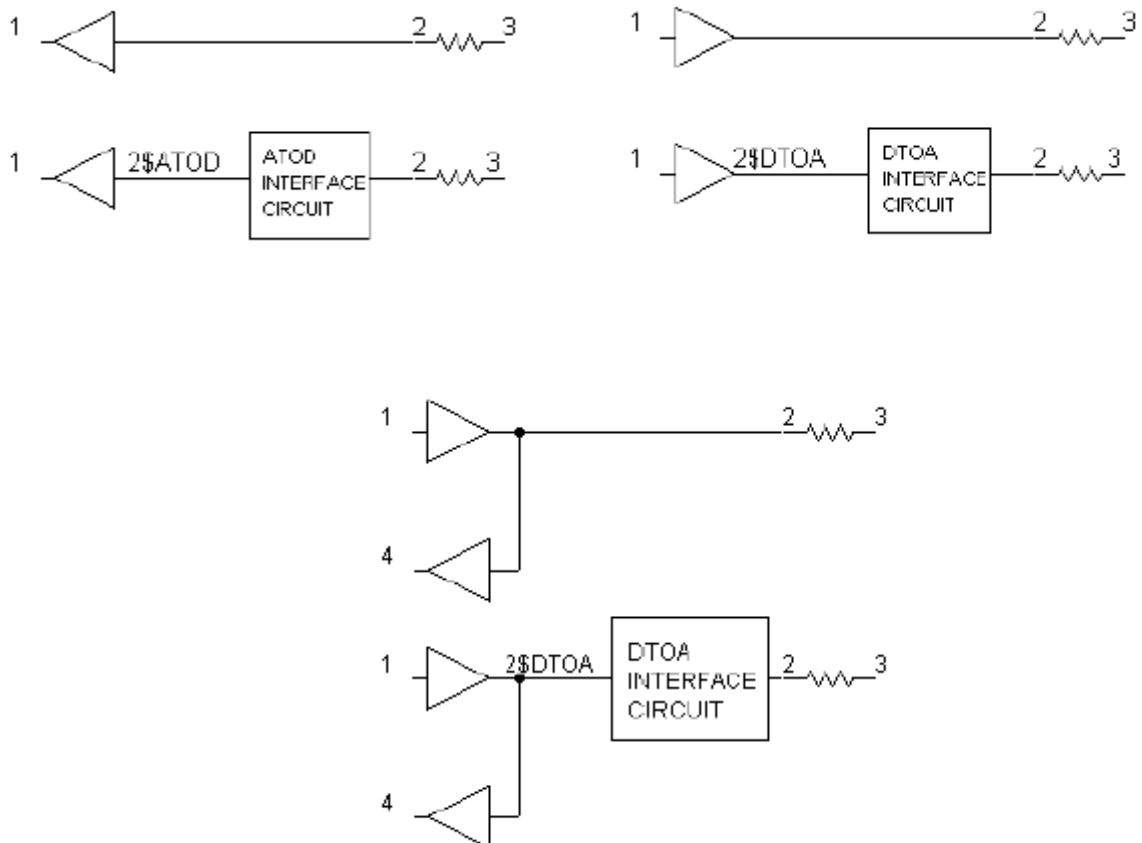 1 2 3
1 2 3
1 2$ATOD ATOD INTERFACE CIRCUIT 2 3
1 2$DTOA DTOA INTERFACE CIRCUIT 2 3
1 2 3
4
1 2$DTOA DTOA INTERFACE CIRCUIT 2 3
4